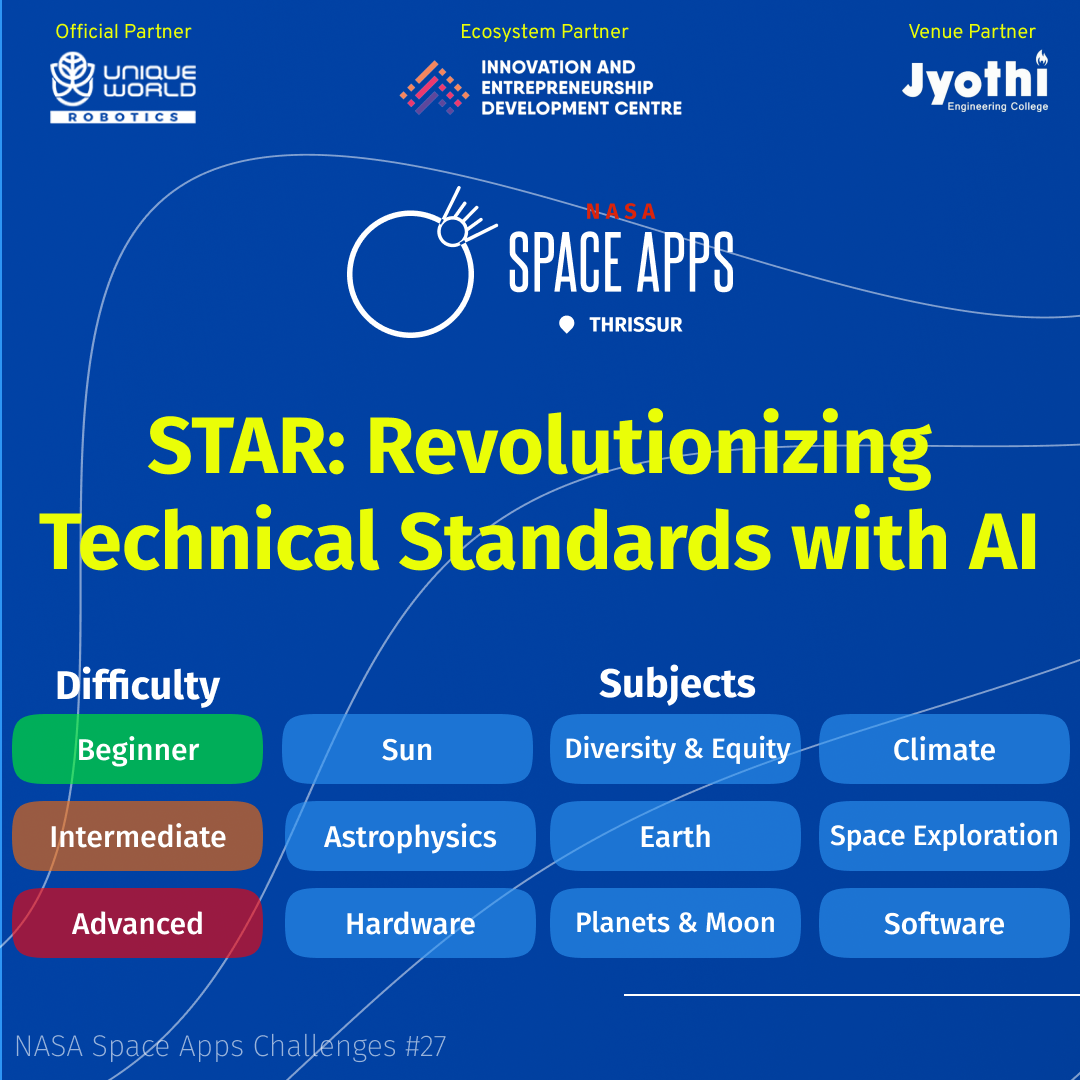 Official Partner
UNIQUE
WORLD
ROBOTICS
Ecosystem Partner
INNOVATION AND
ENTREPRENEURSHIP
DEVELOPMENT CENTRE
Venue Partner
Jyothi
Engineering College
NASA
SPACE APPS
THRISSUR
STAR: Revolutionizing
Technical Standards with AI
Difficulty
Subjects
Beginner
Sun
Diversity & Equity
Climate
Intermediate
Astrophysics
Earth
Space Exploration
Advanced
Hardware
Planets & Moon
Software
NASA Space Apps Challenges #27